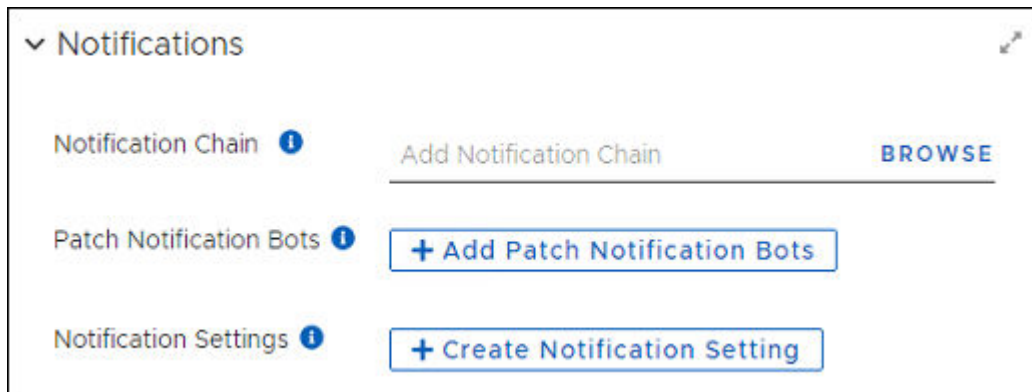 Notifications
Notification Chain Add Notification Chain BROWSE
Patch Notification Bots + Add Patch Notification Bots
Notification Settings + Create Notification Setting